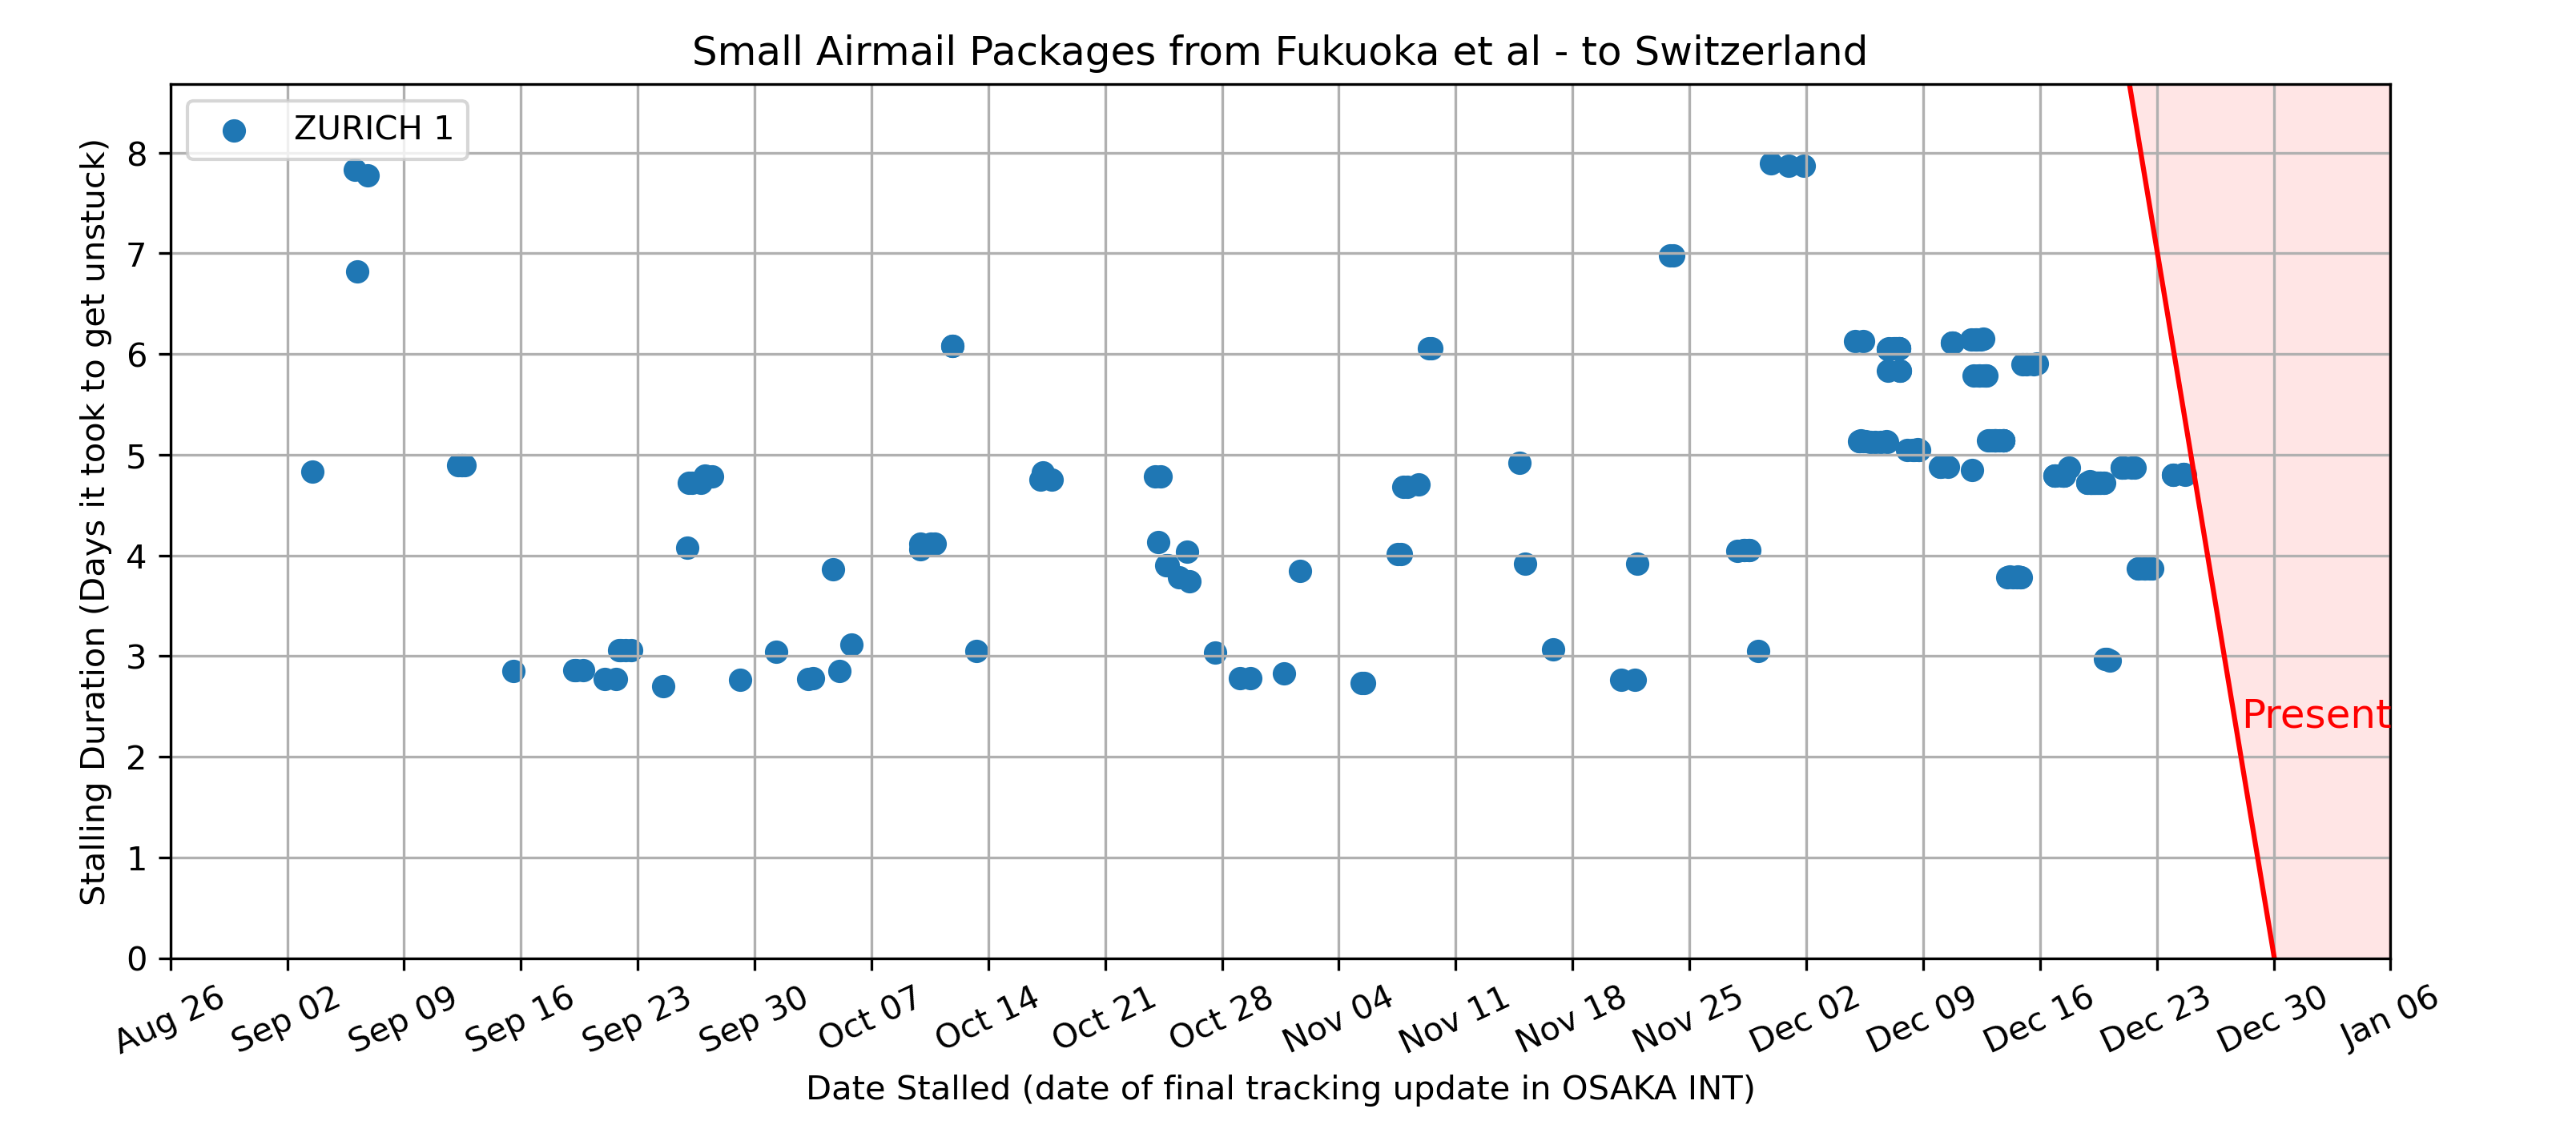 Small Airmail Packages from Fukuoka et al - to Switzerland
ZURICH 1
Stalling Duration (Days it took to get unstuck)
8
7
6
5
4
3
2
1
0
Present
Aug 26
Sep 02
Sep 09
Sep 16
Sep 23
Sep 30
Oct 07
Oct 14
Oct 21
Oct 28
Nov 04
Nov 11
Nov 18
Nov 25
Dec 02
Dec 09
Dec 16
Dec 23
Dec 30
Jan 06
Date Stalled (date of final tracking update in OSAKA INT)